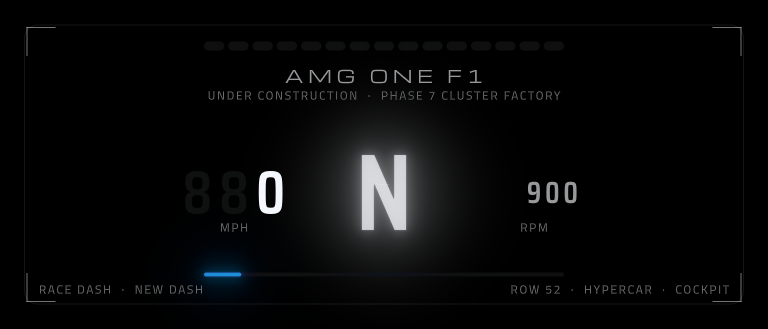 AMG ONE F1
UNDER CONSTRUCTION · PHASE 7 CLUSTER FACTORY
880
N
900
MPH
RPM
RACE DASH · NEW DASH
ROW 52 · HYPERCAR · COCKPIT